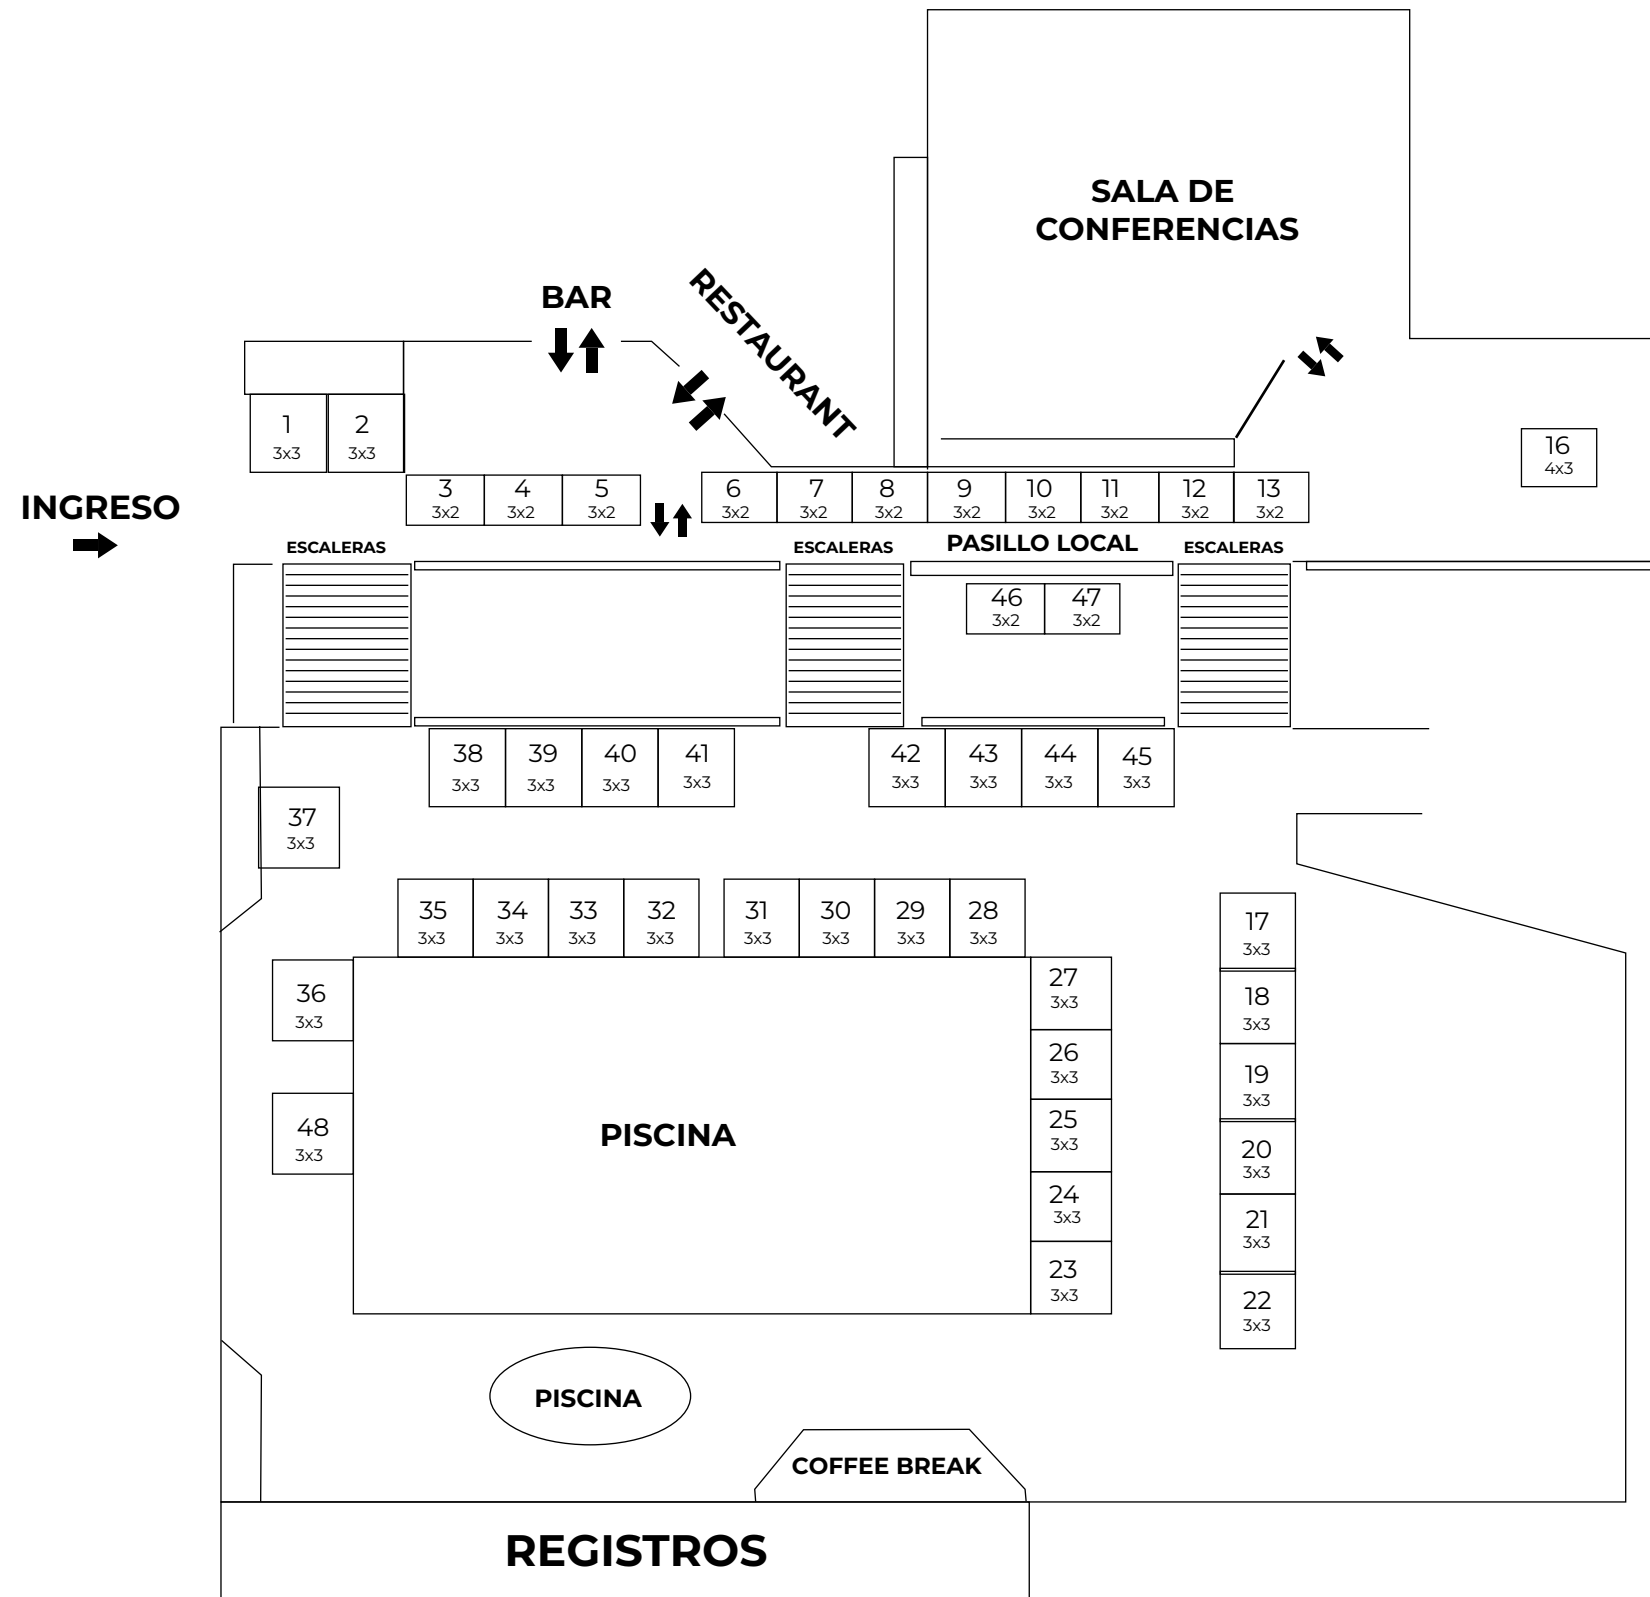 SALA DE
CONFERENCIAS
BAR
RESTAURANT
1
3x3
2
3x3
16
4x3
INGRESO
3
3x2
4
3x2
5
3x2
6
3x2
7
3x2
8
3x2
9
3x2
10
3x2
11
3x2
12
3x2
13
3x2
ESCALERAS
ESCALERAS
PASILLO LOCAL
ESCALERAS
46
3x2
47
3x2
38
3x3
39
3x3
40
3x3
41
3x3
42
3x3
43
3x3
44
3x3
45
3x3
37
3x3
35
3x3
34
3x3
33
3x3
32
3x3
31
3x3
30
3x3
29
3x3
28
3x3
17
3x3
36
3x3
27
3x3
18
3x3
26
3x3
19
3x3
48
3x3
PISCINA
25
3x3
20
3x3
24
3x3
21
3x3
23
3x3
22
3x3
PISCINA
COFFEE BREAK
REGISTROS